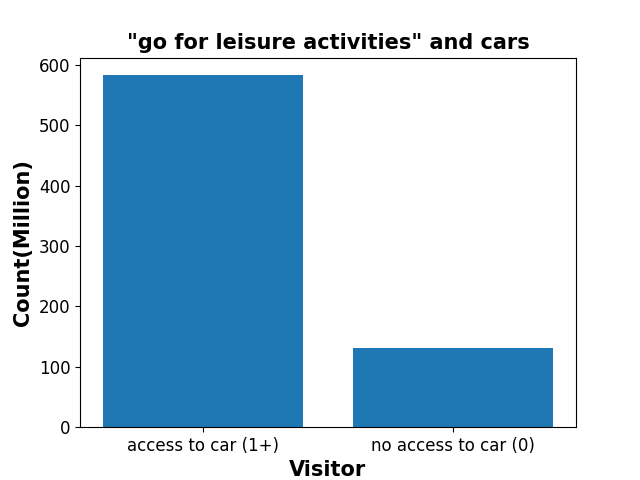 "go for leisure activities" and cars
Count(Million)
600
500
400
300
200
100
0
access to car (1+)
no access to car (0)
Visitor